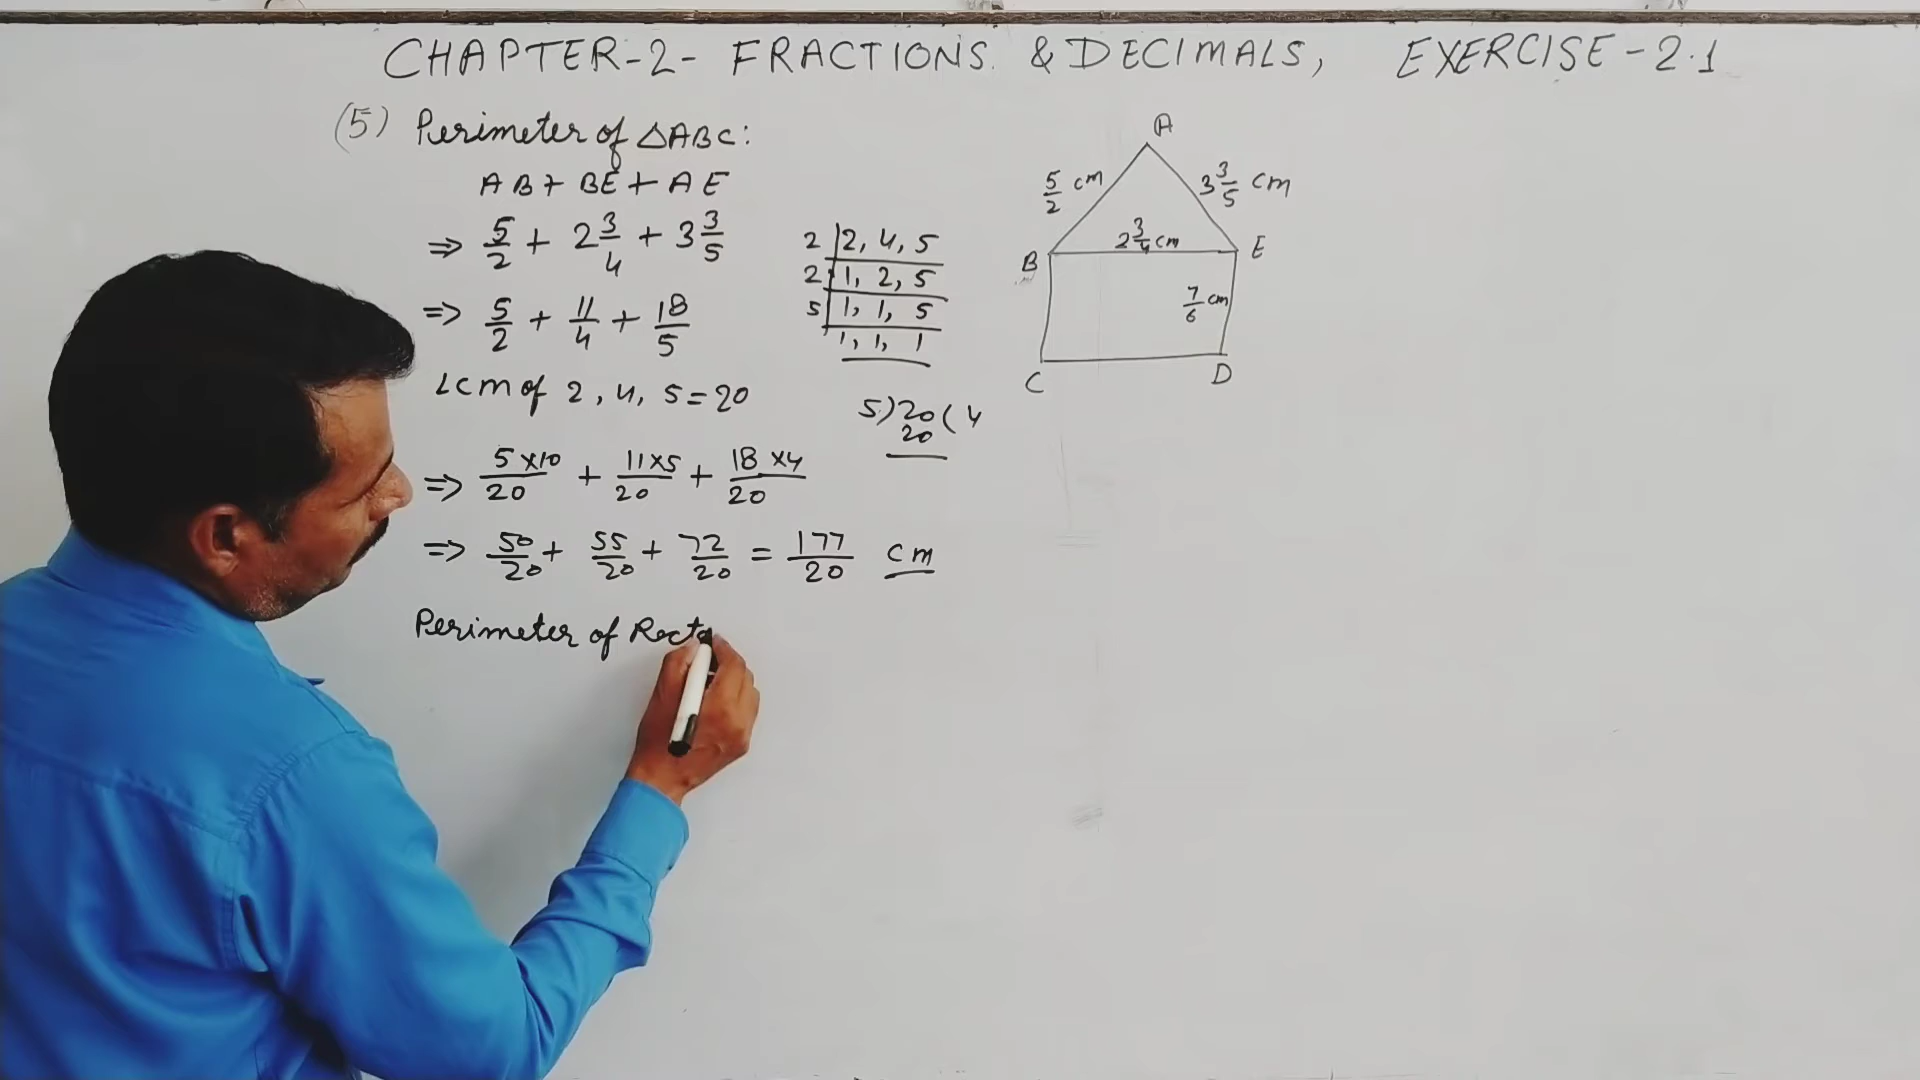 CHAPTER-2- FRACTIONS & DECIMALS, EXERCISE-2.1
(5) Perimeter of △ABC:
AB + BE + AE
⇒ 5/2 + 2 3/4 + 3 3/5
⇒ 5/2 + 11/4 + 18/5
LCM of 2, 4, 5 = 20
⇒ 5×10/20 + 11×5/20 + 18×4/20
⇒ 50/20 + 55/20 + 72/20 = 177/20 cm
Perimeter of Recta
2 | 2, 4, 5
2 | 1, 2, 5
5 | 1, 1, 5
1, 1, 1
5)20(4
20
A
5/2 cm
3 3/5 cm
2 3/4 cm
B
E
7/6 cm
C
D